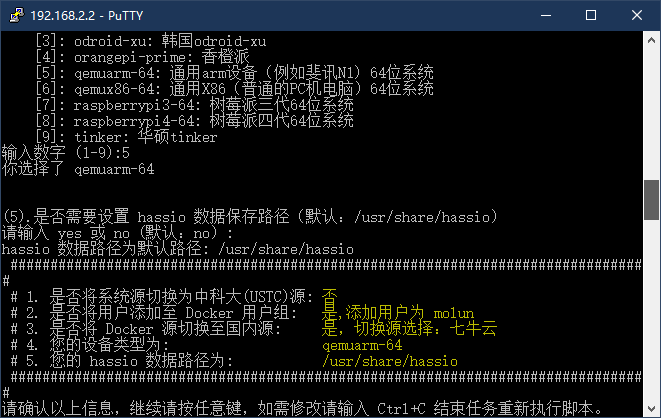 192.168.2.2 - PuTTY
[3]: odroid-xu: 韩国odroid-xu
[4]: orangepi-prime: 香橙派
[5]: qemuarm-64: 通用arm设备（例如斐讯N1）64位系统
[6]: qemux86-64: 通用X86（普通的PC机电脑）64位系统
[7]: raspberrypi3-64: 树莓派三代64位系统
[8]: raspberrypi4-64: 树莓派四代64位系统
[9]: tinker: 华硕tinker
输入数字 (1-9):5
你选择了 qemuarm-64
(5).是否需要设置 hassio 数据保存路径（默认：/usr/share/hassio）
请输入 yes 或 no（默认：no）:
hassio 数据路径为默认路径: /usr/share/hassio
################################################################################
# 1. 是否将系统源切换为中科大(USTC)源: 否
# 2. 是否将用户添加至 Docker 用户组: 是,添加用户为 molun
# 3. 是否将 Docker 源切换至国内源: 是，切换源选择：七牛云
# 4. 您的设备类型为: qemuarm-64
# 5. 您的 hassio 数据路径为: /usr/share/hassio
################################################################################
请确认以上信息，继续请按任意键，如需修改请输入 Ctrl+C 结束任务重新执行脚本。